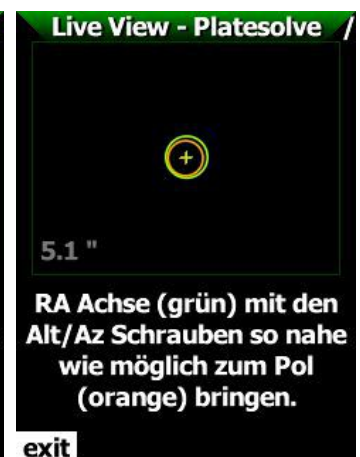 Live View - Platesolve /
5.1 "
RA Achse (grün) mit den
Alt/Az Schrauben so nahe
wie möglich zum Pol
(orange) bringen.
exit